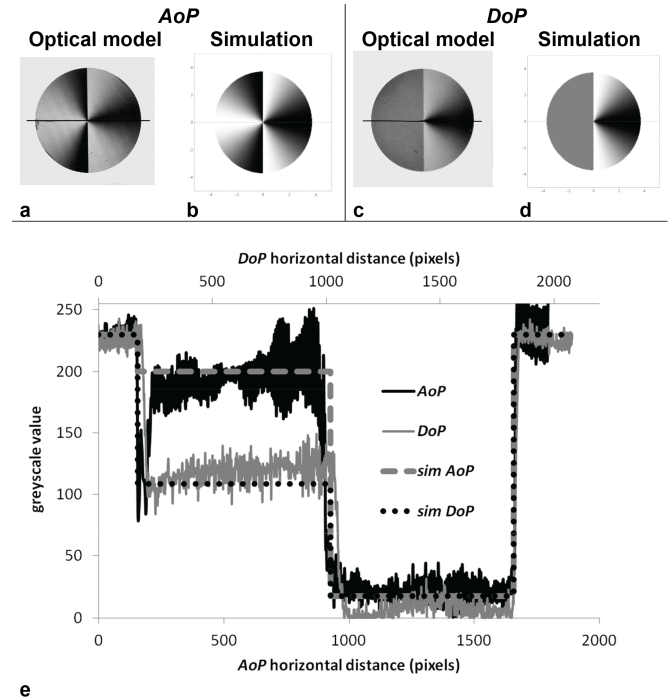 AoP
DoP
Optical model Simulation
Optical model Simulation
a
b
c
d
DoP horizontal distance (pixels)
0 500 1000 1500 2000
250
200
150
100
50
0
greyscale value
AoP
DoP
sim AoP
sim DoP
0 500 1000 1500 2000
AoP horizontal distance (pixels)
e